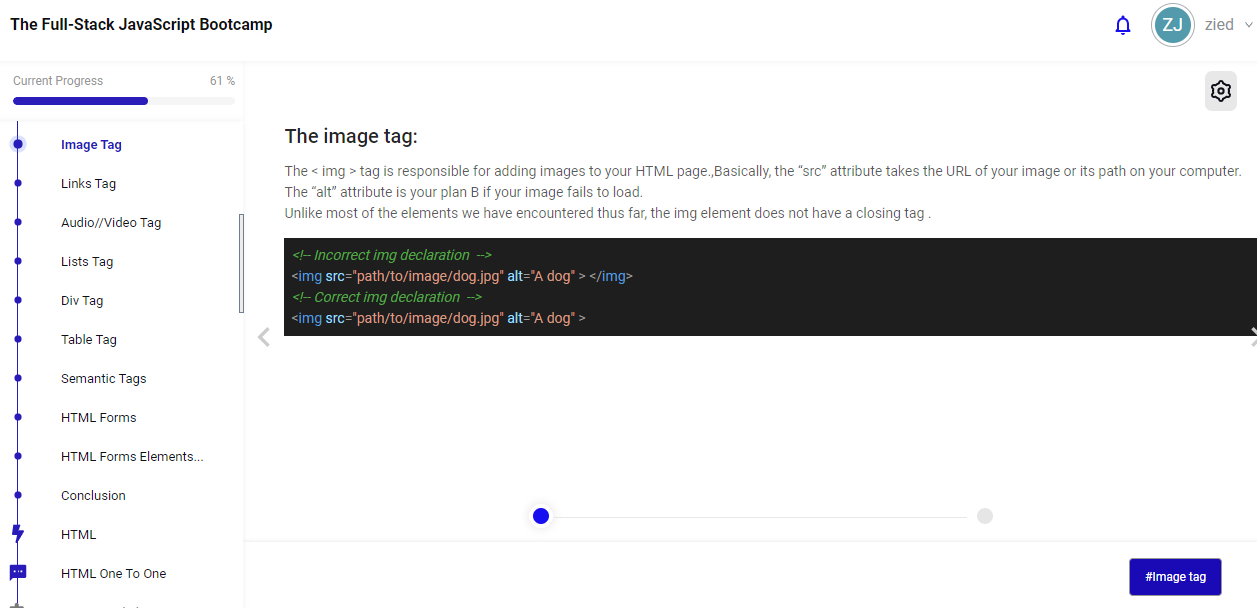 The Full-Stack JavaScript Bootcamp
ZJ
zied
Current Progress
61 %
Image Tag
Links Tag
Audio//Video Tag
Lists Tag
Div Tag
Table Tag
Semantic Tags
HTML Forms
HTML Forms Elements...
Conclusion
HTML
HTML One To One
The image tag:
The < img > tag is responsible for adding images to your HTML page.,Basically, the “src” attribute takes the URL of your image or its path on your computer.
The “alt” attribute is your plan B if your image fails to load.
Unlike most of the elements we have encountered thus far, the img element does not have a closing tag .
<!-- Incorrect img declaration -->
<img src="path/to/image/dog.jpg" alt="A dog" > </img>
<!-- Correct img declaration -->
<img src="path/to/image/dog.jpg" alt="A dog" >
#Image tag